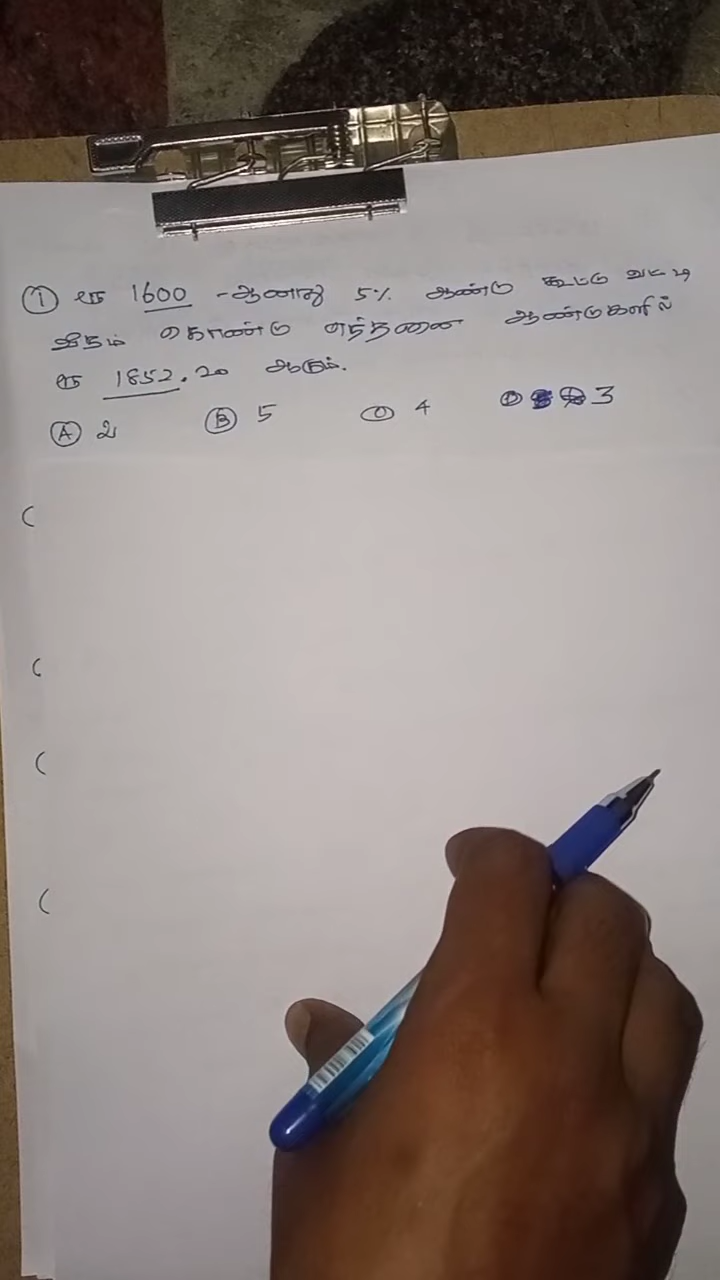 ① ரூ 1600 -ஆனது 5% ஆண்டு கூட்டு வட்டி
வீதம் கொண்டு எத்தனை ஆண்டுகளில்
ரூ 1852.20 ஆகும்.
Ⓐ 2 Ⓑ 5 Ⓒ 4 Ⓓ 3
(
(
(
(